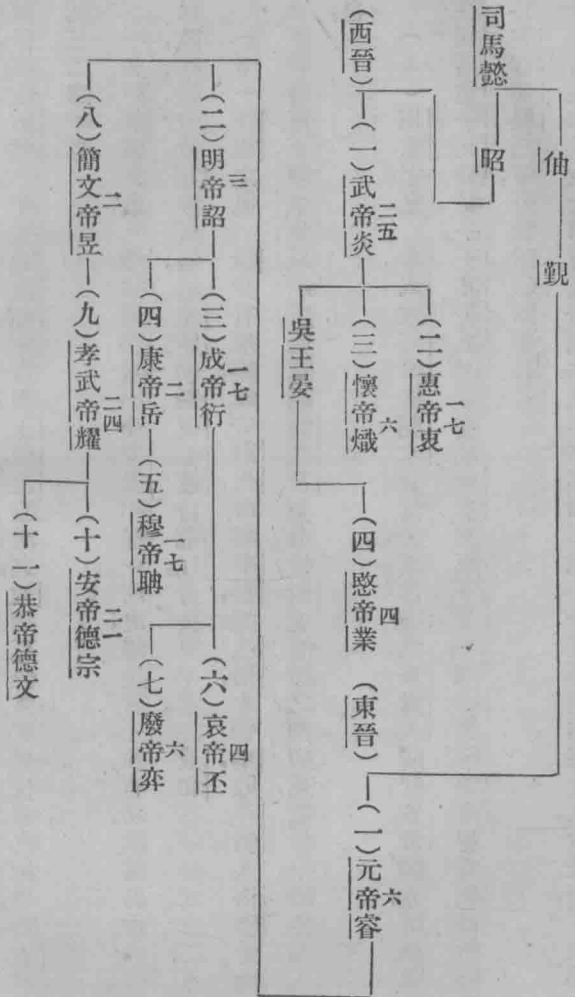 司馬懿
伷
覲
昭
(西晉)
(一)武帝炎 二五
(二)惠帝衷 一七
(三)懷帝熾 六
吳王晏
(四)愍帝業 四
(東晉)
(一)元帝睿 六
(二)明帝詔 三
(三)成帝衍 一七
(四)康帝岳 二
(五)穆帝聃 一七
(六)哀帝丕 四
(七)廢帝弈 六
(八)簡文帝昱 二
(九)孝武帝耀 二四
(十)安帝德宗 二一
(十一)恭帝德文